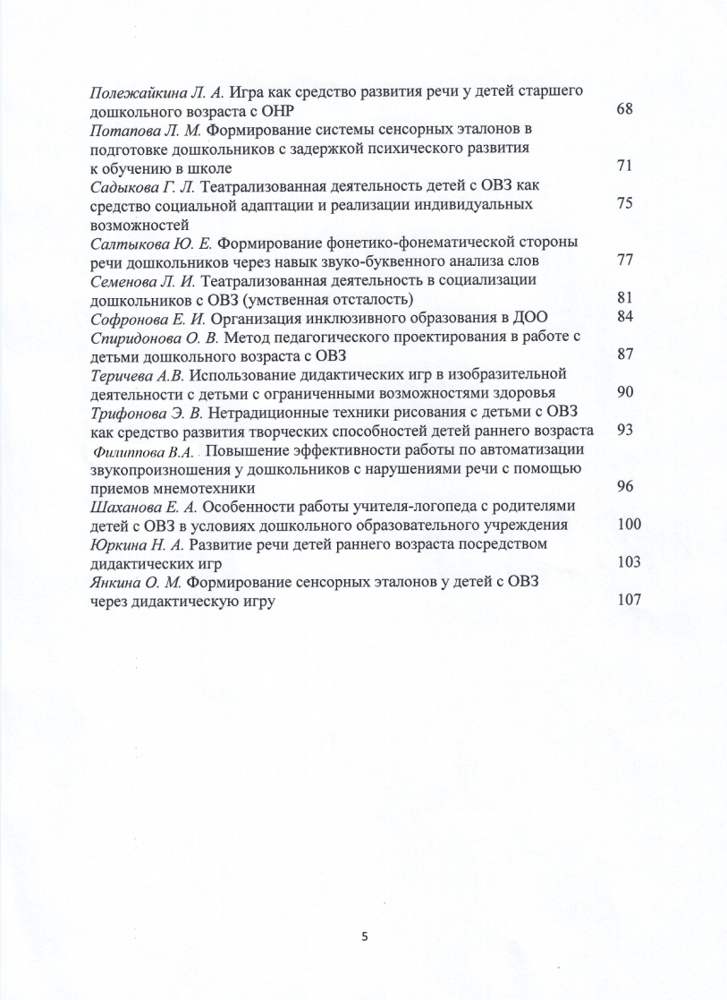 Полежайкина Л. А. Игра как средство развития речи у детей старшего
дошкольного возраста с ОНР 68
Потапова Л. М. Формирование системы сенсорных эталонов в
подготовке дошкольников с задержкой психического развития
к обучению в школе 71
Садыкова Г. Л. Театрализованная деятельность детей с ОВЗ как
средство социальной адаптации и реализации индивидуальных 75
возможностей
Салтыкова Ю. Е. Формирование фонетико-фонематической стороны
речи дошкольников через навык звуко-буквенного анализа слов 77
Семенова Л. И. Театрализованная деятельность в социализации
дошкольников с ОВЗ (умственная отсталость) 81
Софронова Е. И. Организация инклюзивного образования в ДОО 84
Спиридонова О. В. Метод педагогического проектирования в работе с
детьми дошкольного возраста с ОВЗ 87
Теричева А.В. Использование дидактических игр в изобразительной
деятельности с детьми с ограниченными возможностями здоровья 90
Трифонова Э. В. Нетрадиционные техники рисования с детьми с ОВЗ
как средство развития творческих способностей детей раннего возраста 93
Филиппова В.А. Повышение эффективности работы по автоматизации
звукопроизношения у дошкольников с нарушениями речи с помощью
приемов мнемотехники 96
Шаханова Е. А. Особенности работы учителя-логопеда с родителями
детей с ОВЗ в условиях дошкольного образовательного учреждения 100
Юркина Н. А. Развитие речи детей раннего возраста посредством
дидактических игр 103
Янкина О. М. Формирование сенсорных эталонов у детей с ОВЗ
через дидактическую игру 107
5